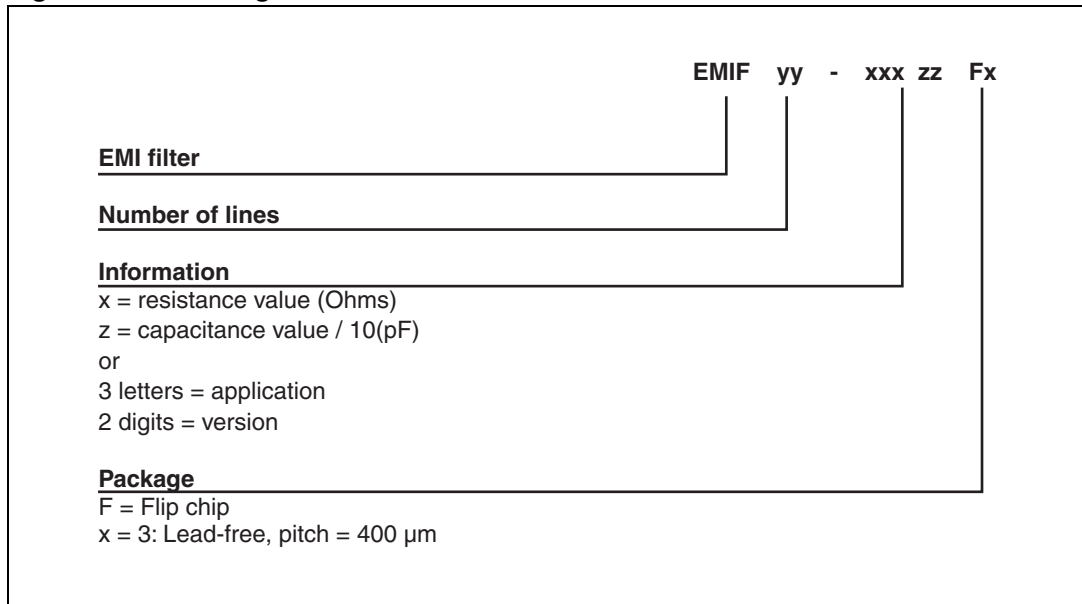 EMIF yy - xxx zz Fx
EMI filter
Number of lines
Information
x = resistance value (Ohms)
z = capacitance value / 10(pF)
or
3 letters = application
2 digits = version
Package
F = Flip chip
x = 3: Lead-free, pitch = 400 µm